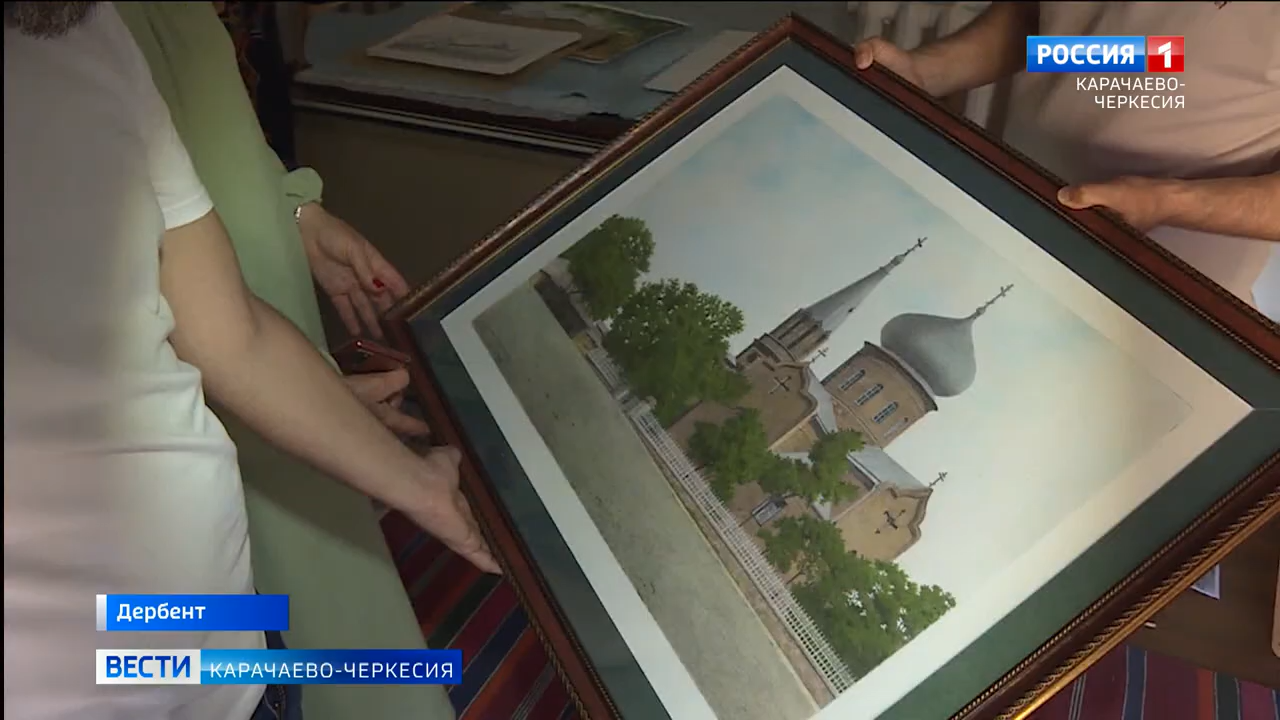 РОССИЯ 1
КАРАЧАЕВО-
ЧЕРКЕСИЯ
Дербент
ВЕСТИ КАРАЧАЕВО-ЧЕРКЕСИЯ